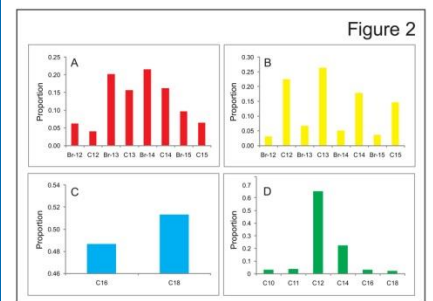 Figure 2
A
Proportion
0.25
0.20
0.15
0.10
0.05
0.00
Br-12 C12 Br-13 C13 Br-14 C14 Br-15 C15
B
Proportion
0.30
0.25
0.20
0.15
0.10
0.05
0.00
Br-12 C12 Br-13 C13 Br-14 C14 Br-15 C15
C
Proportion
0.54
0.52
0.50
0.48
0.46
C16 C18
D
Proportion
0.7
0.6
0.5
0.4
0.3
0.2
0.1
0
C10 C11 C12 C14 C16 C18